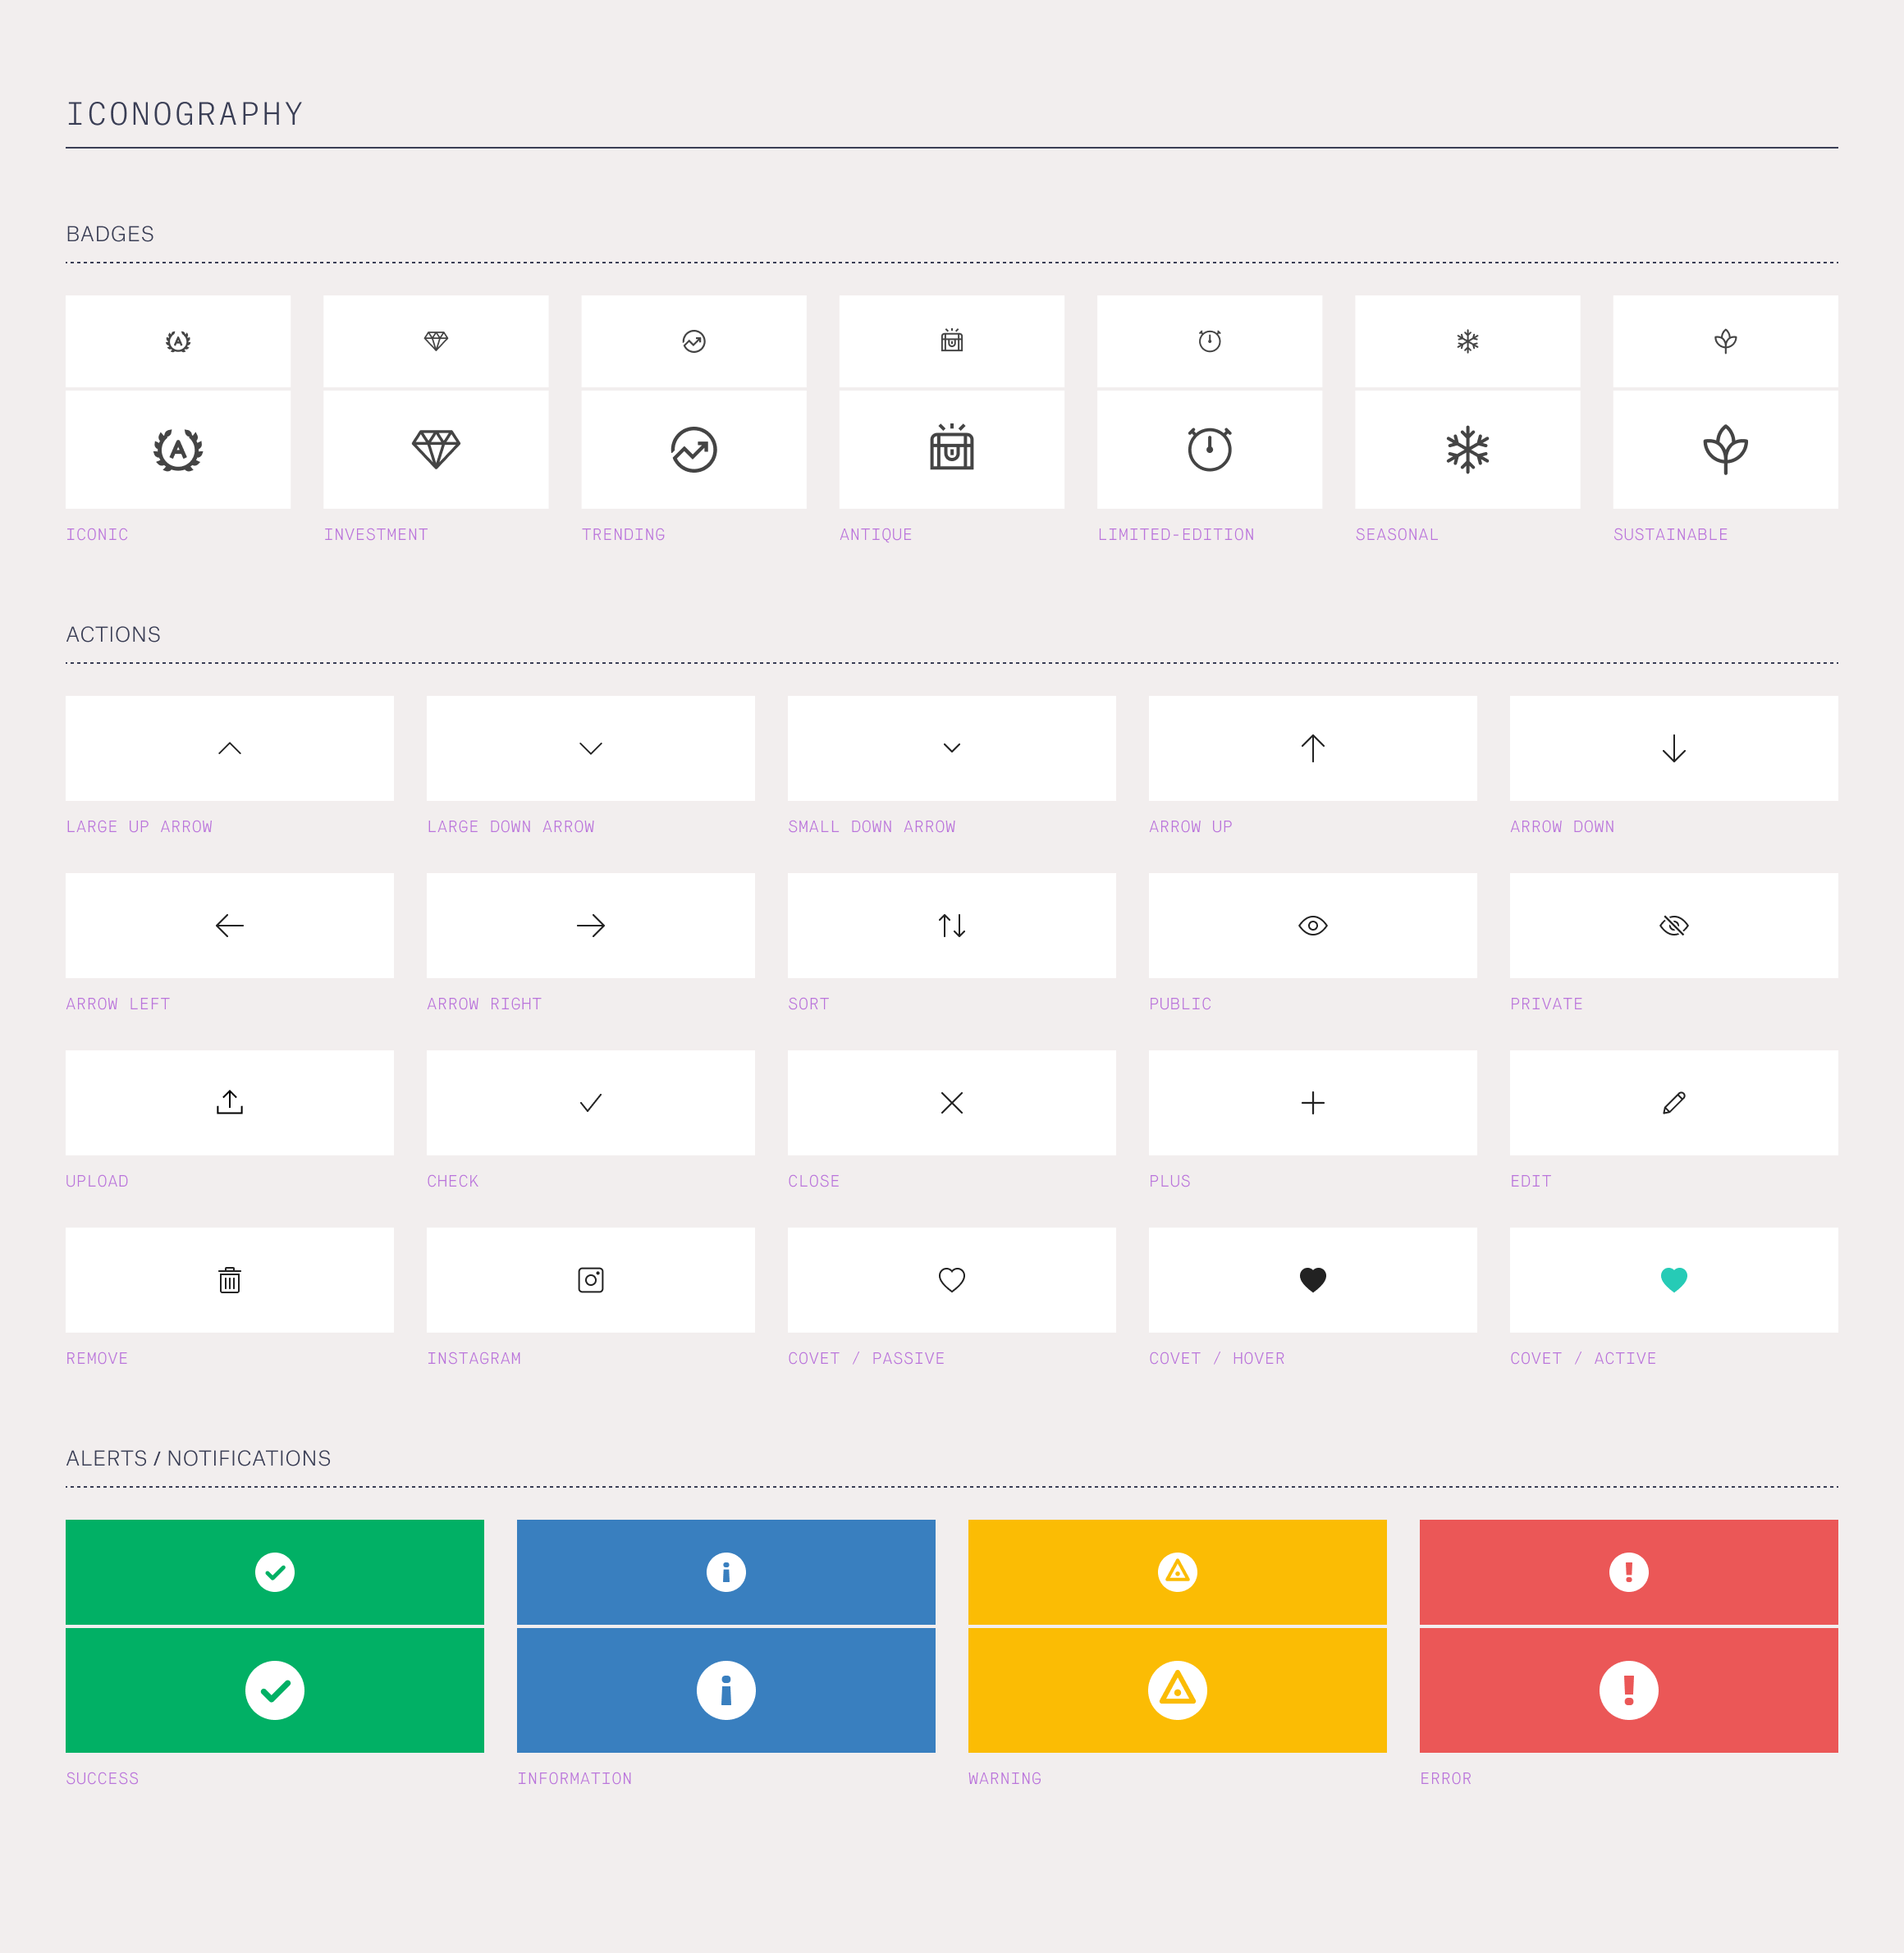 ICONOGRAPHY
BADGES
ICONIC
INVESTMENT
TRENDING
ANTIQUE
LIMITED-EDITION
SEASONAL
SUSTAINABLE
ACTIONS
LARGE UP ARROW
LARGE DOWN ARROW
SMALL DOWN ARROW
ARROW UP
ARROW DOWN
ARROW LEFT
ARROW RIGHT
SORT
PUBLIC
PRIVATE
UPLOAD
CHECK
CLOSE
PLUS
EDIT
REMOVE
INSTAGRAM
COVET / PASSIVE
COVET / HOVER
COVET / ACTIVE
ALERTS / NOTIFICATIONS
SUCCESS
INFORMATION
WARNING
ERROR